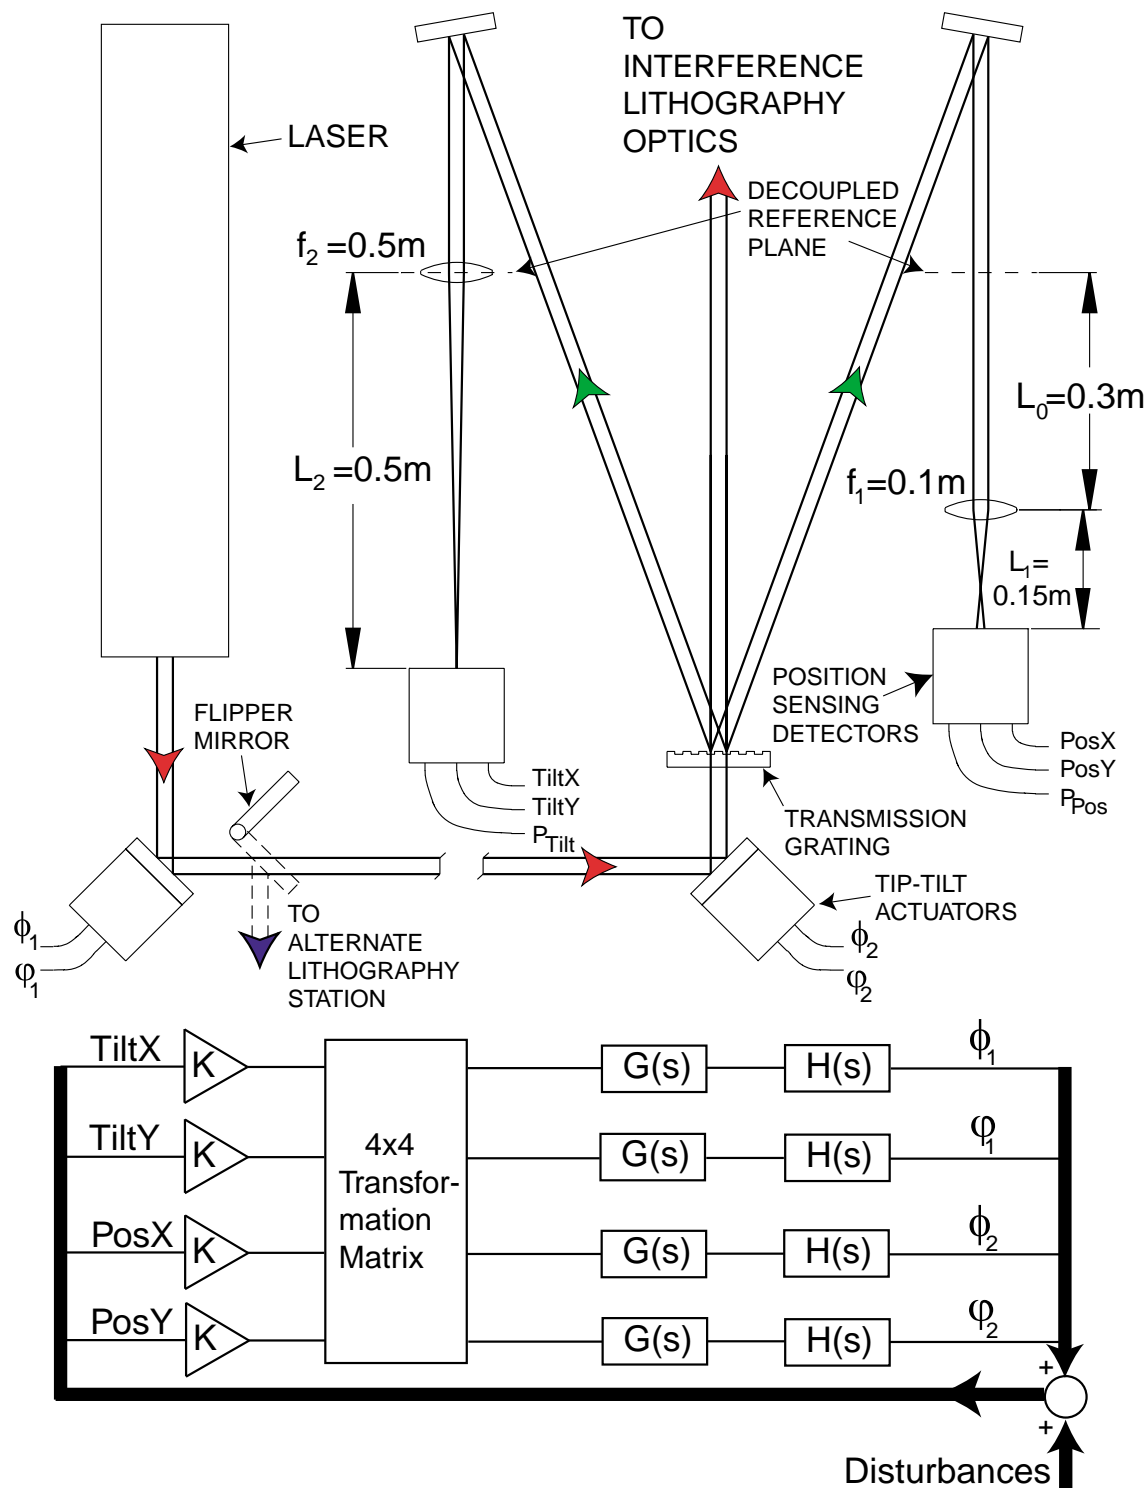 TO
INTERFERENCE
LITHOGRAPHY
OPTICS
LASER
DECOUPLED
REFERENCE
PLANE
f₂ =0.5m
L₂ =0.5m
L₀=0.3m
f₁=0.1m
L₁=
0.15m
FLIPPER
MIRROR
POSITION
SENSING
DETECTORS
TiltX
TiltY
P_Tilt
PosX
PosY
P_Pos
TRANSMISSION
GRATING
TIP-TILT
ACTUATORS
TO
ALTERNATE
LITHOGRAPHY
STATION
ϕ₁
φ₁
ϕ₂
φ₂
TiltX K G(s) H(s) ϕ₁
TiltY K G(s) H(s) φ₁
PosX K G(s) H(s) ϕ₂
PosY K G(s) H(s) φ₂
4x4
Transfor-
mation
Matrix
+
+
Disturbances